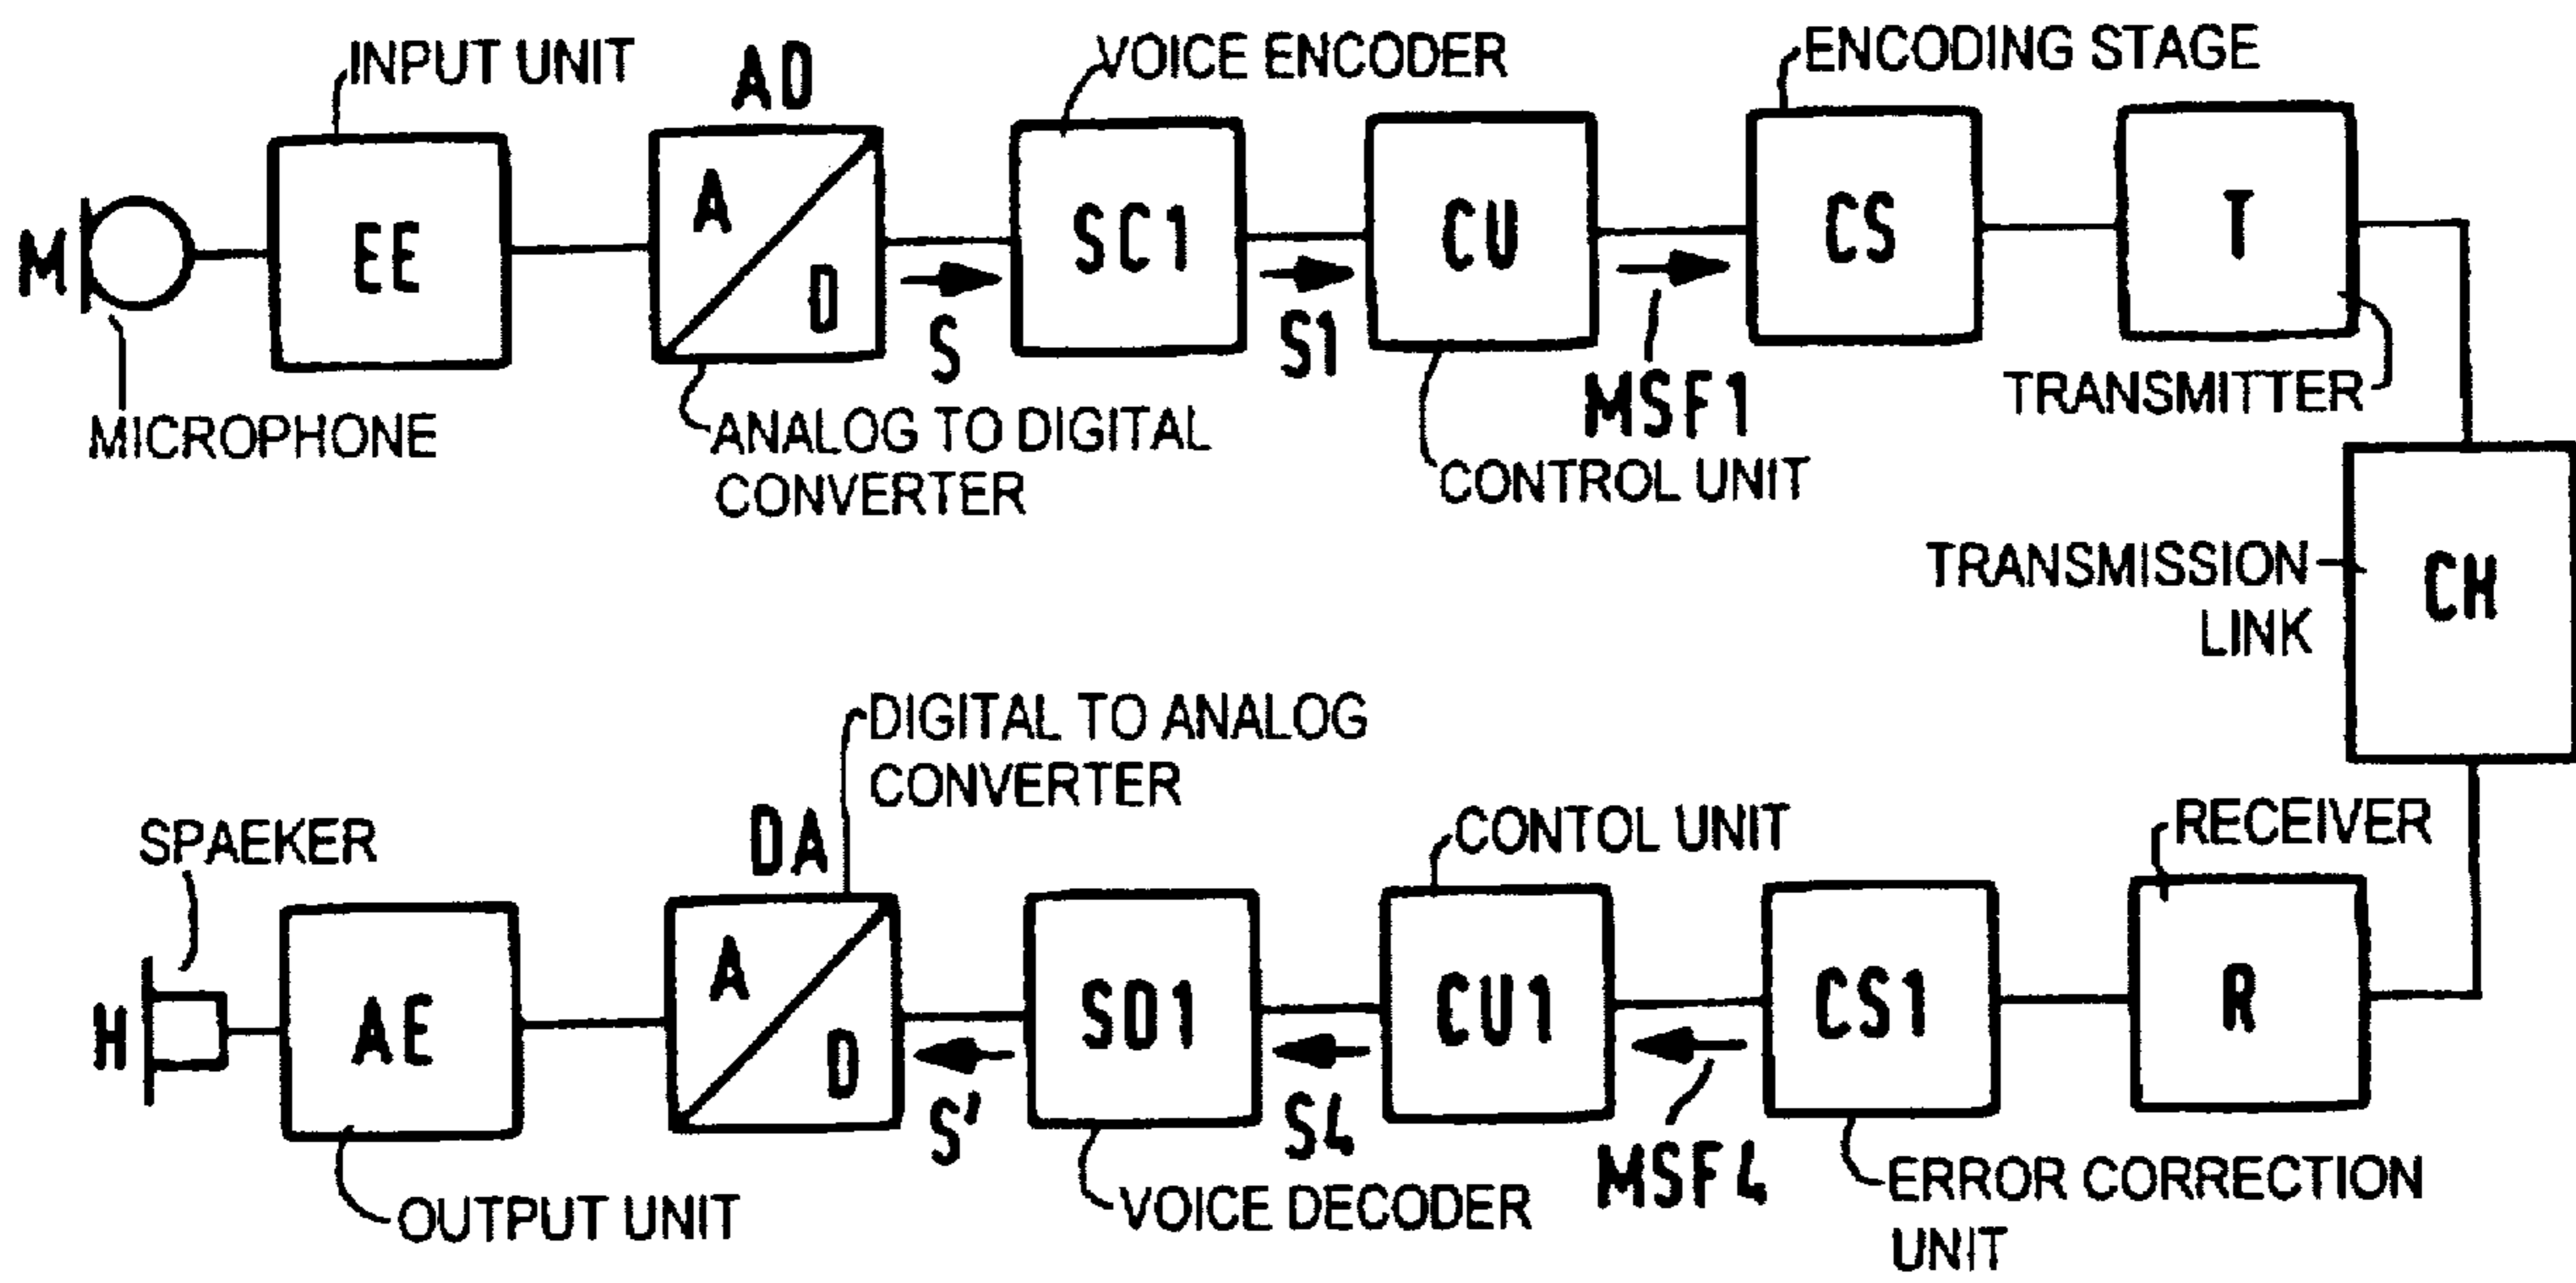 INPUT UNIT
AD
VOICE ENCODER
ENCODING STAGE
M
EE
A
D
SC1
CU
CS
T
S
S1
MSF1
TRANSMITTER
MICROPHONE
ANALOG TO DIGITAL
CONVERTER
CONTROL UNIT
TRANSMISSION
LINK
CH
DIGITAL TO ANALOG
CONVERTER
SPAEKER
DA
CONTOL UNIT
RECEIVER
H
AE
A
D
SD1
CU1
CS1
R
S'
S4
MSF4
OUTPUT UNIT
VOICE DECODER
ERROR CORRECTION
UNIT